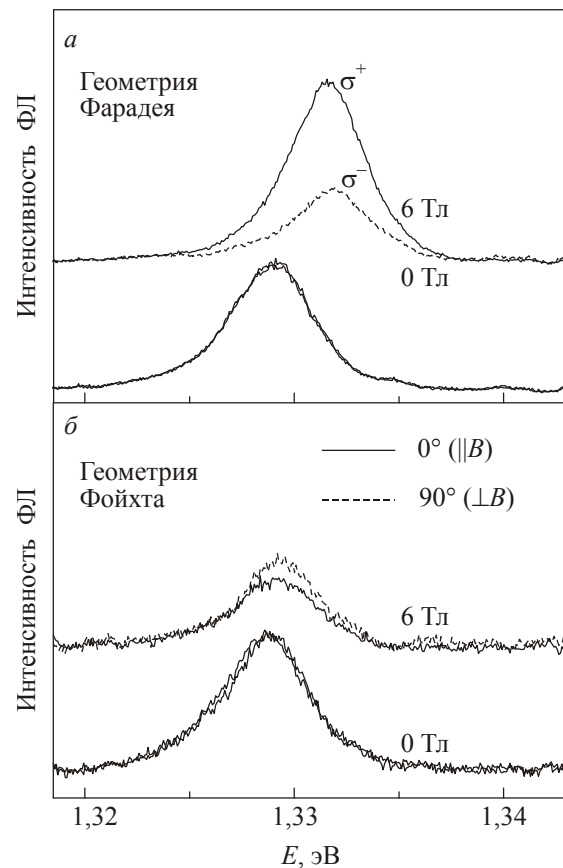 а
Геометрия
Фарадея
σ⁺
σ⁻
6 Тл
0 Тл
Интенсивность ФЛ
б
Геометрия
Фойхта
0° (||B)
90° (⊥B)
6 Тл
0 Тл
Интенсивность ФЛ
1,32 1,33 1,34
E, эВ